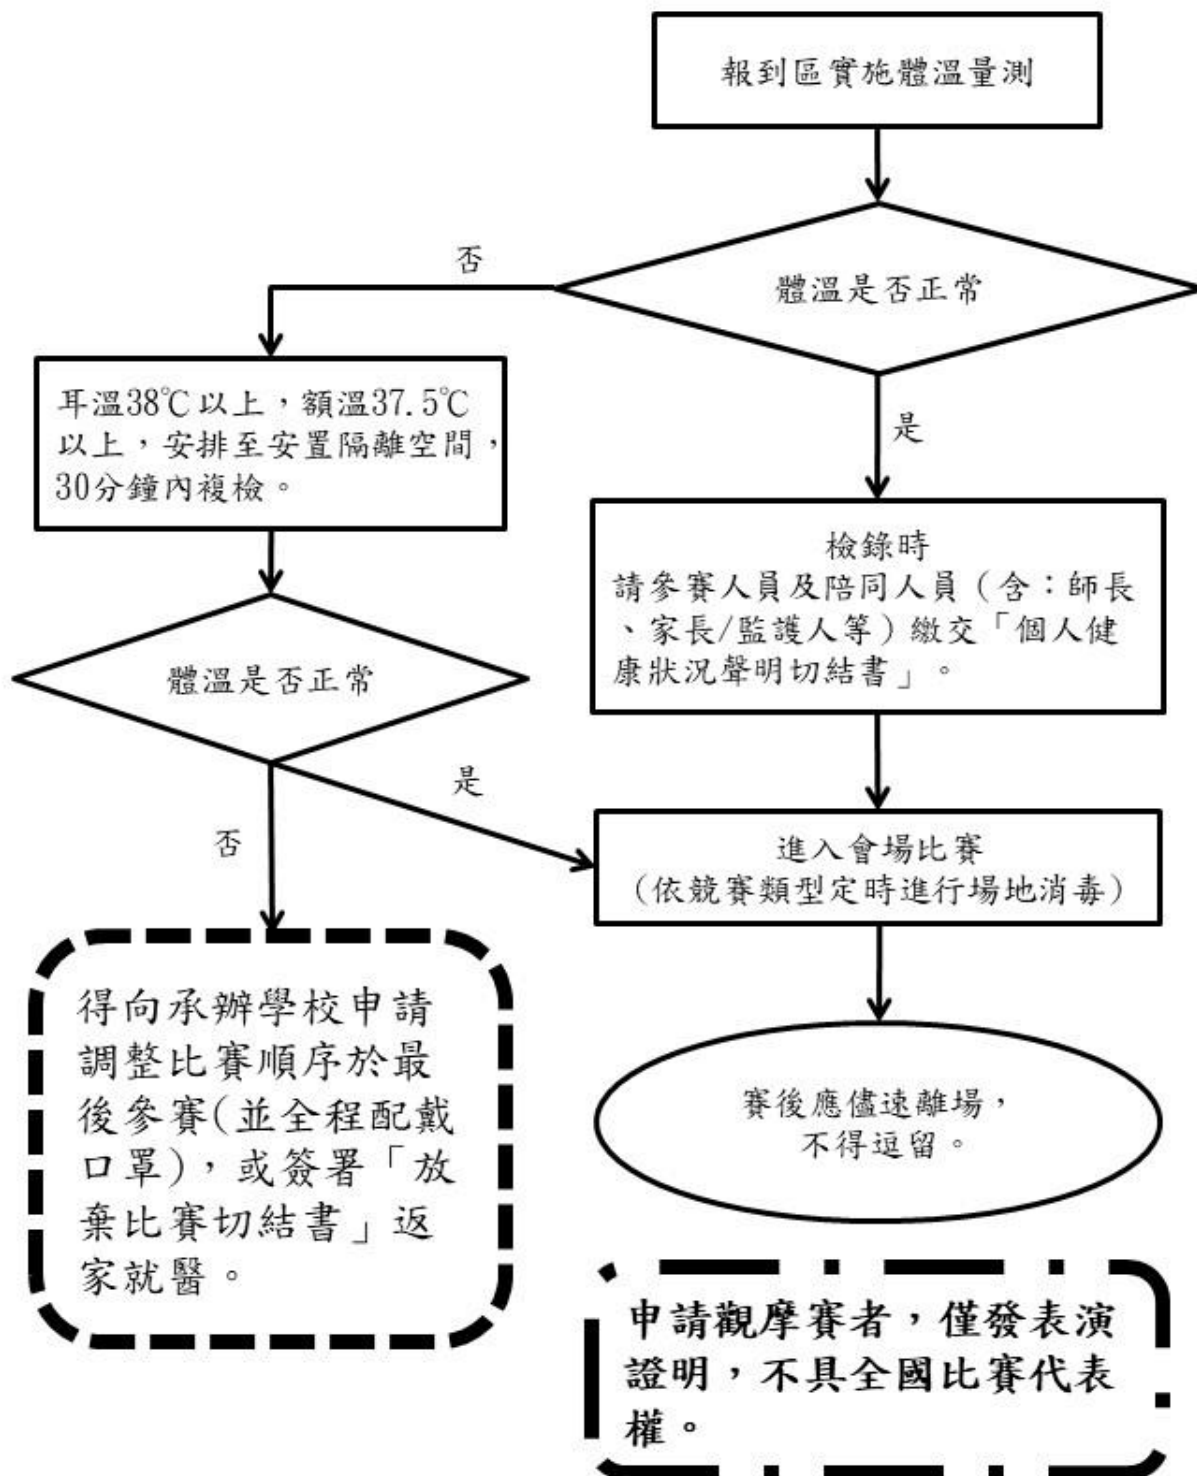 報到區實施體溫量測
體溫是否正常
否
是
耳溫38℃以上，額溫37.5℃
以上，安排至安置隔離空間，
30分鐘內複檢。
檢錄時
請參賽人員及陪同人員（含：師長
、家長/監護人等）繳交「個人健
康狀況聲明切結書」。
體溫是否正常
是
否
進入會場比賽
（依競賽類型定時進行場地消毒）
得向承辦學校申請
調整比賽順序於最
後參賽(並全程配戴
口罩)，或簽署「放
棄比賽切結書」返
家就醫。
賽後應儘速離場，
不得逗留。
申請觀摩賽者，僅發表演
證明，不具全國比賽代表
權。